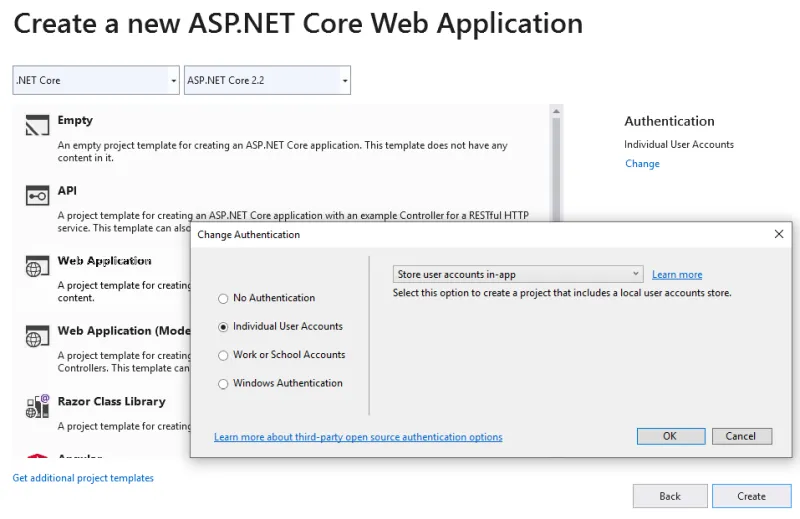 Create a new ASP.NET Core Web Application
.NET Core
ASP.NET Core 2.2
Empty
An empty project template for creating an ASP.NET Core application. This template does not have any
content in it.
API
A project template for creating an ASP.NET Core application with an example Controller for a RESTful HTTP
service. This template can also
Web Application
A project template for creating
content.
Web Application (Mode
A project template for creating
Controllers. This template can
Razor Class Library
A project template for creating
Angular
Get additional project templates
Authentication
Individual User Accounts
Change
Change Authentication
No Authentication
Individual User Accounts
Work or School Accounts
Windows Authentication
Store user accounts in-app
Learn more
Select this option to create a project that includes a local user accounts store.
Learn more about third-party open source authentication options
OK
Cancel
Back
Create